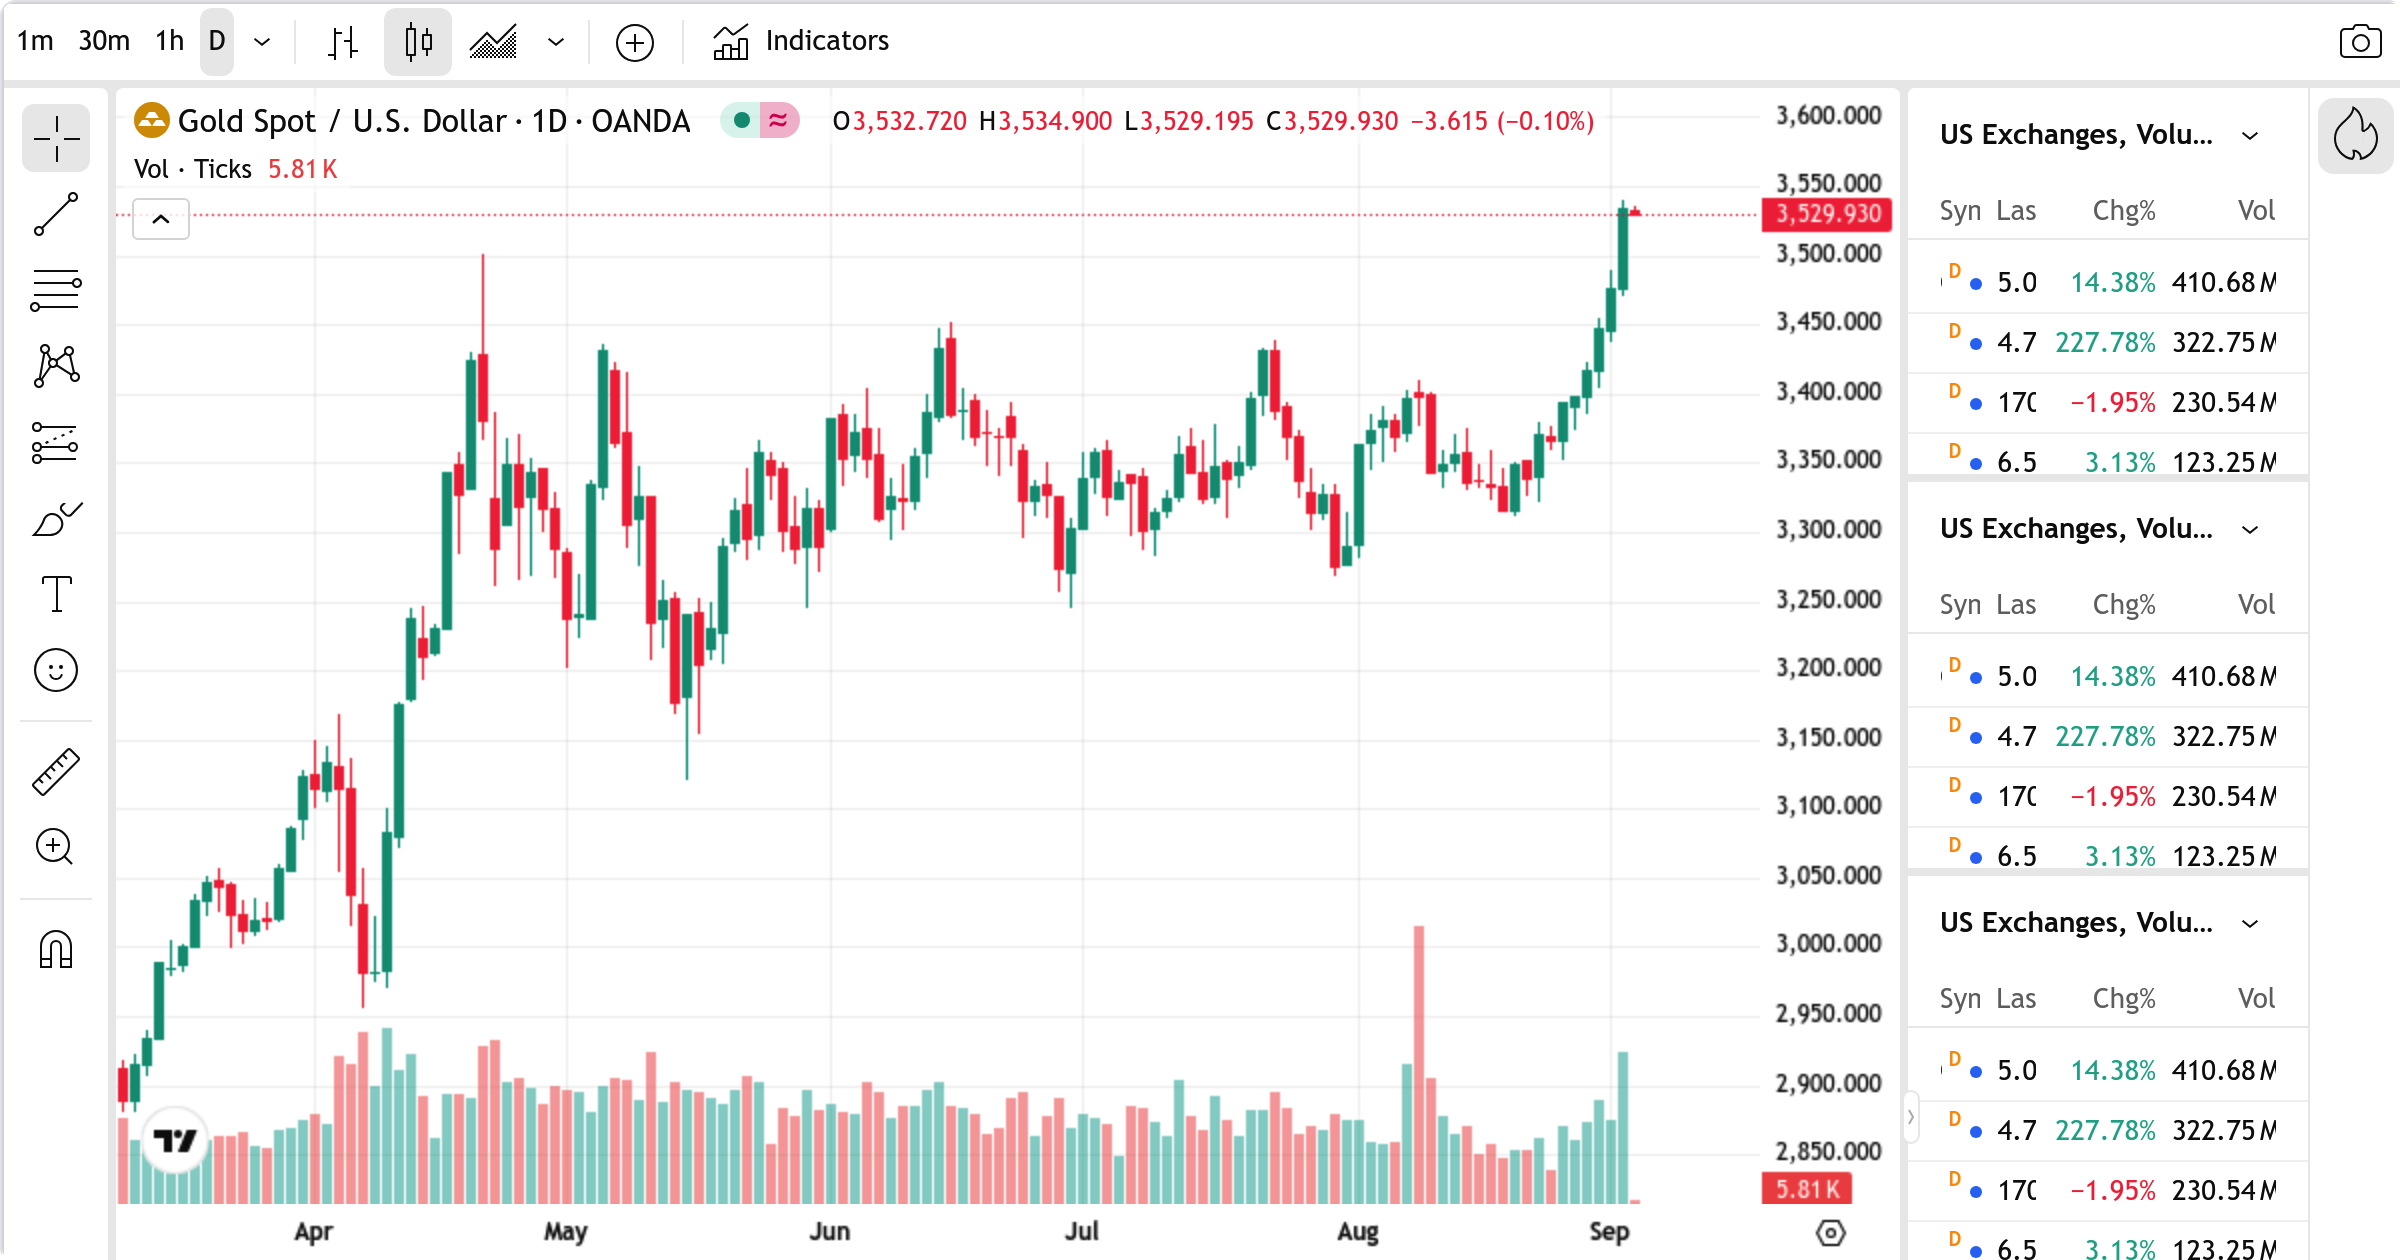 1m 30m 1h D Indicators
Gold Spot / U.S. Dollar · 1D · OANDA O3,532.720 H3,534.900 L3,529.195 C3,529.930 −3.615 (−0.10%)
Vol · Ticks 5.81 K
3,600.000
3,550.000
3,529.930
3,500.000
3,450.000
3,400.000
3,350.000
3,300.000
3,250.000
3,200.000
3,150.000
3,100.000
3,050.000
3,000.000
2,950.000
2,900.000
2,850.000
5.81 K
Apr May Jun Jul Aug Sep
US Exchanges, Volu...
Syn Las Chg% Vol
D 5.0 14.38% 410.68 M
D 4.7 227.78% 322.75 M
D 170 −1.95% 230.54 M
D 6.5 3.13% 123.25 M
US Exchanges, Volu...
Syn Las Chg% Vol
D 5.0 14.38% 410.68 M
D 4.7 227.78% 322.75 M
D 170 −1.95% 230.54 M
D 6.5 3.13% 123.25 M
US Exchanges, Volu...
Syn Las Chg% Vol
D 5.0 14.38% 410.68 M
D 4.7 227.78% 322.75 M
D 170 −1.95% 230.54 M
D 6.5 3.13% 123.25 M